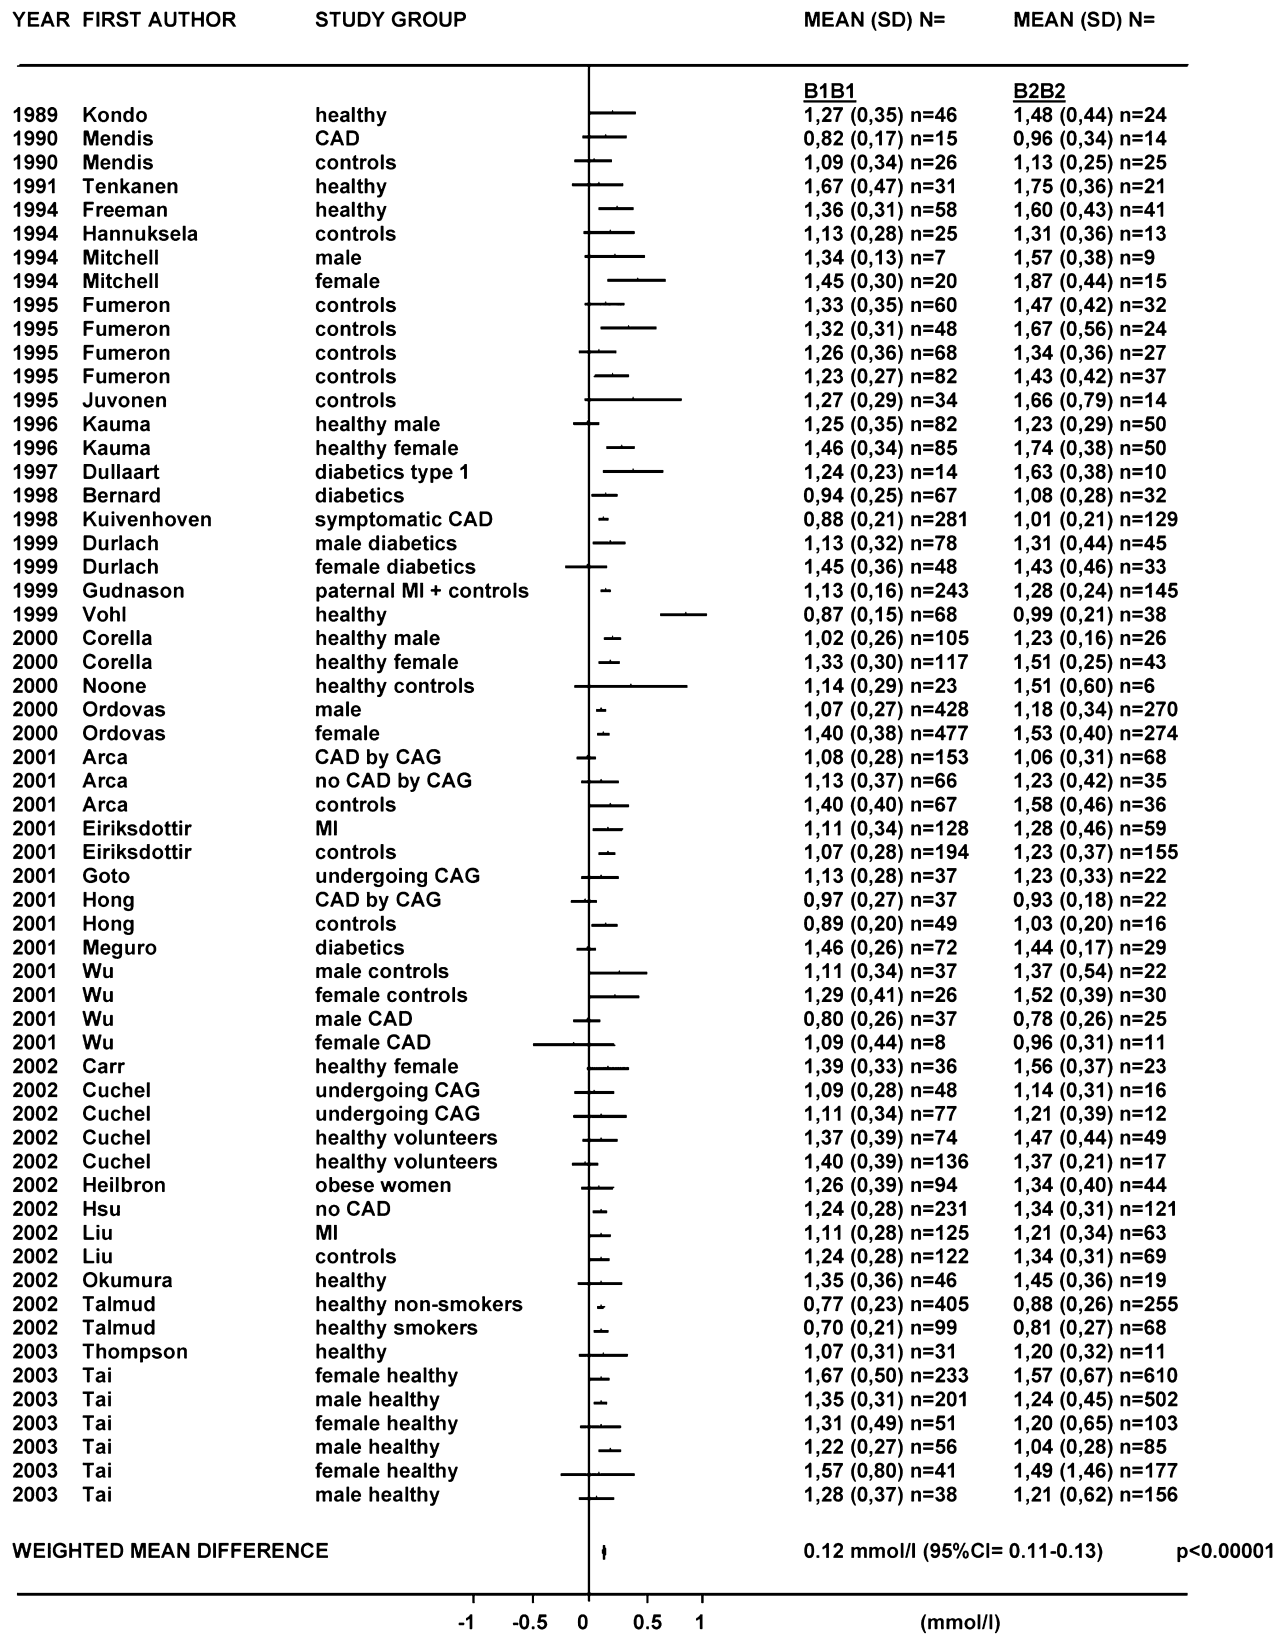 YEAR FIRST AUTHOR STUDY GROUP MEAN (SD) N= MEAN (SD) N=
B1B1 B2B2
1989 Kondo healthy 1,27 (0,35) n=46 1,48 (0,44) n=24
1990 Mendis CAD 0,82 (0,17) n=15 0,96 (0,34) n=14
1990 Mendis controls 1,09 (0,34) n=26 1,13 (0,25) n=25
1991 Tenkanen healthy 1,67 (0,47) n=31 1,75 (0,36) n=21
1994 Freeman healthy 1,36 (0,31) n=58 1,60 (0,43) n=41
1994 Hannuksela controls 1,13 (0,28) n=25 1,31 (0,36) n=13
1994 Mitchell male 1,34 (0,13) n=7 1,57 (0,38) n=9
1994 Mitchell female 1,45 (0,30) n=20 1,87 (0,44) n=15
1995 Fumeron controls 1,33 (0,35) n=60 1,47 (0,42) n=32
1995 Fumeron controls 1,32 (0,31) n=48 1,67 (0,56) n=24
1995 Fumeron controls 1,26 (0,36) n=68 1,34 (0,36) n=27
1995 Fumeron controls 1,23 (0,27) n=82 1,43 (0,42) n=37
1995 Juvonen controls 1,27 (0,29) n=34 1,66 (0,79) n=14
1996 Kauma healthy male 1,25 (0,35) n=82 1,23 (0,29) n=50
1996 Kauma healthy female 1,46 (0,34) n=85 1,74 (0,38) n=50
1997 Dullaart diabetics type 1 1,24 (0,23) n=14 1,63 (0,38) n=10
1998 Bernard diabetics 0,94 (0,25) n=67 1,08 (0,28) n=32
1998 Kuivenhoven symptomatic CAD 0,88 (0,21) n=281 1,01 (0,21) n=129
1999 Durlach male diabetics 1,13 (0,32) n=78 1,31 (0,44) n=45
1999 Durlach female diabetics 1,45 (0,36) n=48 1,43 (0,46) n=33
1999 Gudnason paternal MI + controls 1,13 (0,16) n=243 1,28 (0,24) n=145
1999 Vohl healthy 0,87 (0,15) n=68 0,99 (0,21) n=38
2000 Corella healthy male 1,02 (0,26) n=105 1,23 (0,16) n=26
2000 Corella healthy female 1,33 (0,30) n=117 1,51 (0,25) n=43
2000 Noone healthy controls 1,14 (0,29) n=23 1,51 (0,60) n=6
2000 Ordovas male 1,07 (0,27) n=428 1,18 (0,34) n=270
2000 Ordovas female 1,40 (0,38) n=477 1,53 (0,40) n=274
2001 Arca CAD by CAG 1,08 (0,28) n=153 1,06 (0,31) n=68
2001 Arca no CAD by CAG 1,13 (0,37) n=66 1,23 (0,42) n=35
2001 Arca controls 1,40 (0,40) n=67 1,58 (0,46) n=36
2001 Eiriksdottir MI 1,11 (0,34) n=128 1,28 (0,46) n=59
2001 Eiriksdottir controls 1,07 (0,28) n=194 1,23 (0,37) n=155
2001 Goto undergoing CAG 1,13 (0,28) n=37 1,23 (0,33) n=22
2001 Hong CAD by CAG 0,97 (0,27) n=37 0,93 (0,18) n=22
2001 Hong controls 0,89 (0,20) n=49 1,03 (0,20) n=16
2001 Meguro diabetics 1,46 (0,26) n=72 1,44 (0,17) n=29
2001 Wu male controls 1,11 (0,34) n=37 1,37 (0,54) n=22
2001 Wu female controls 1,29 (0,41) n=26 1,52 (0,39) n=30
2001 Wu male CAD 0,80 (0,26) n=37 0,78 (0,26) n=25
2001 Wu female CAD 1,09 (0,44) n=8 0,96 (0,31) n=11
2002 Carr healthy female 1,39 (0,33) n=36 1,56 (0,37) n=23
2002 Cuchel undergoing CAG 1,09 (0,28) n=48 1,14 (0,31) n=16
2002 Cuchel undergoing CAG 1,11 (0,34) n=77 1,21 (0,39) n=12
2002 Cuchel healthy volunteers 1,37 (0,39) n=74 1,47 (0,44) n=49
2002 Cuchel healthy volunteers 1,40 (0,39) n=136 1,37 (0,21) n=17
2002 Heilbron obese women 1,26 (0,39) n=94 1,34 (0,40) n=44
2002 Hsu no CAD 1,24 (0,28) n=231 1,34 (0,31) n=121
2002 Liu MI 1,11 (0,28) n=125 1,21 (0,34) n=63
2002 Liu controls 1,24 (0,28) n=122 1,34 (0,31) n=69
2002 Okumura healthy 1,35 (0,36) n=46 1,45 (0,36) n=19
2002 Talmud healthy non-smokers 0,77 (0,23) n=405 0,88 (0,26) n=255
2002 Talmud healthy smokers 0,70 (0,21) n=99 0,81 (0,27) n=68
2003 Thompson healthy 1,07 (0,31) n=31 1,20 (0,32) n=11
2003 Tai female healthy 1,67 (0,50) n=233 1,57 (0,67) n=610
2003 Tai male healthy 1,35 (0,31) n=201 1,24 (0,45) n=502
2003 Tai female healthy 1,31 (0,49) n=51 1,20 (0,65) n=103
2003 Tai male healthy 1,22 (0,27) n=56 1,04 (0,28) n=85
2003 Tai female healthy 1,57 (0,80) n=41 1,49 (1,46) n=177
2003 Tai male healthy 1,28 (0,37) n=38 1,21 (0,62) n=156
WEIGHTED MEAN DIFFERENCE 0.12 mmol/l (95%CI= 0.11-0.13) p<0.00001
-1 -0.5 0 0.5 1 (mmol/l)